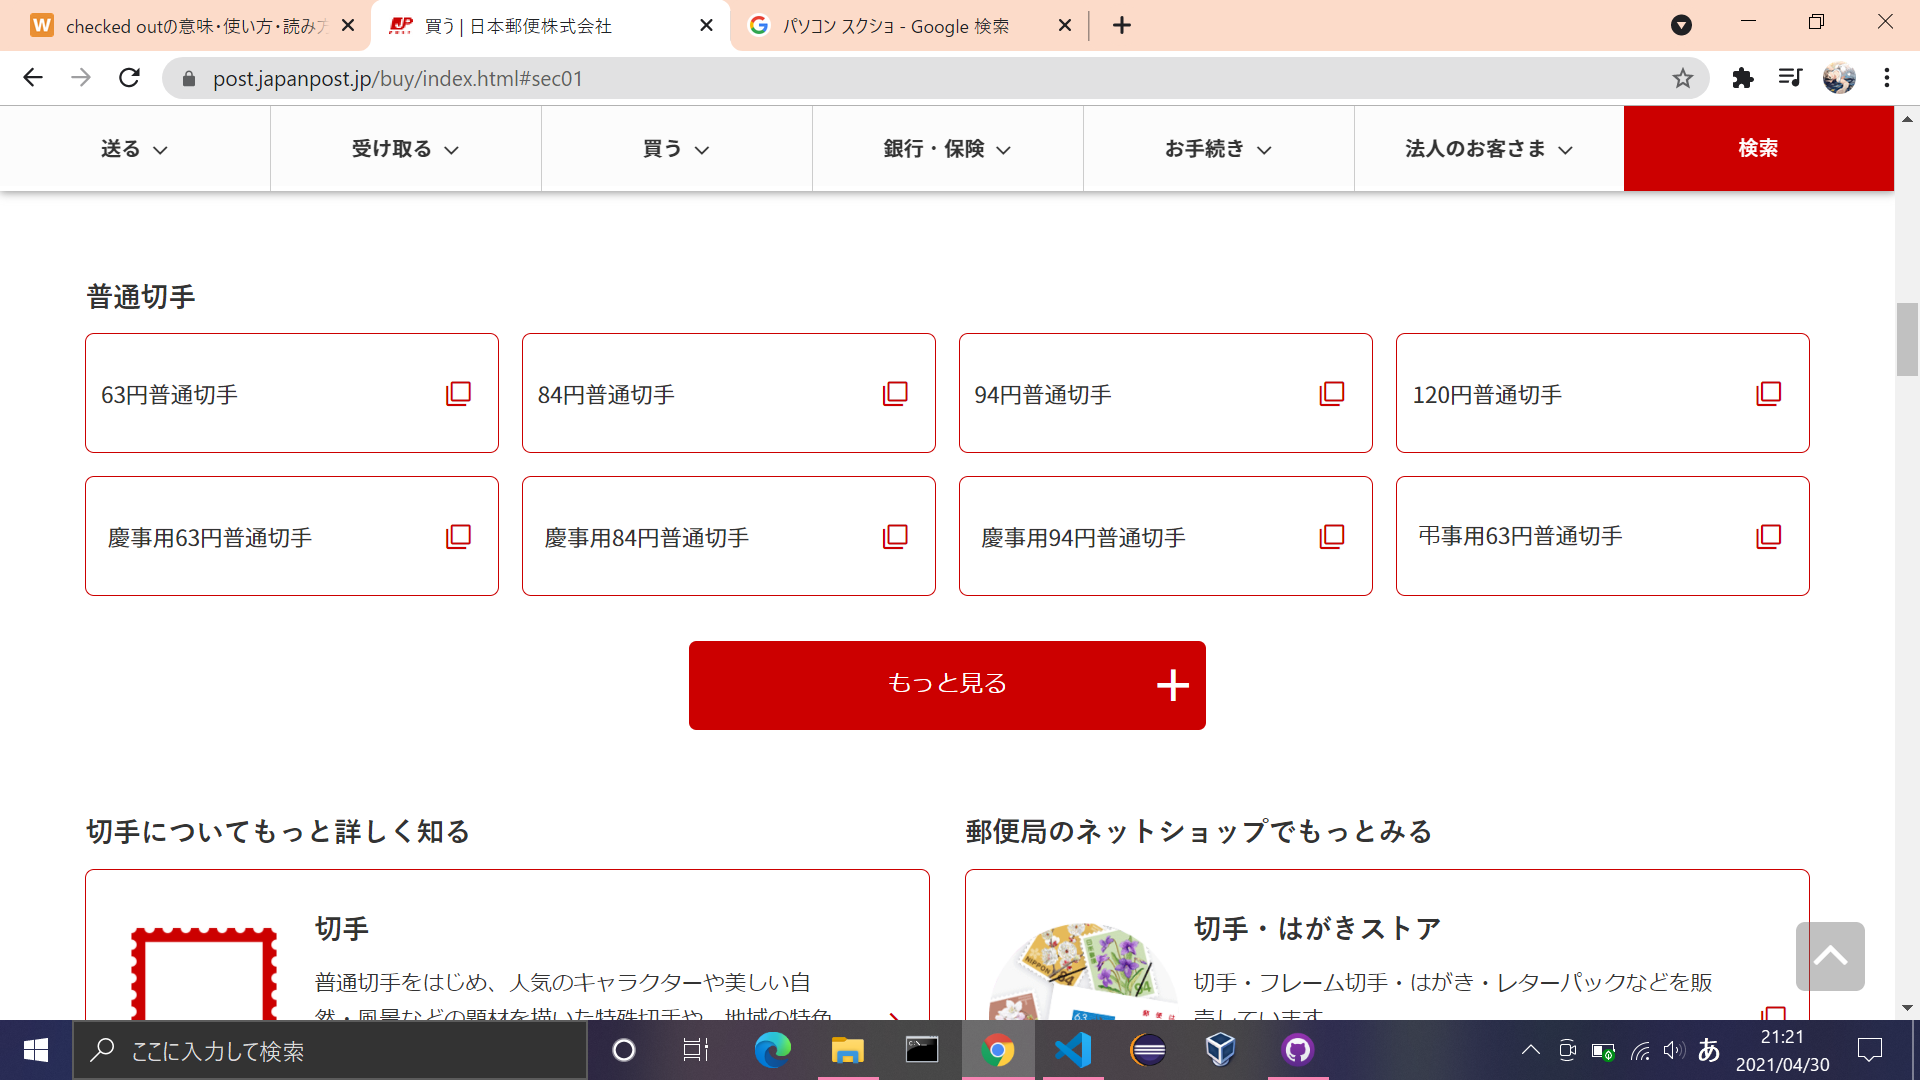 checked outの意味・使い方・読み方
買う | 日本郵便株式会社
パソコン スクショ - Google 検索
post.japanpost.jp/buy/index.html#sec01
送る
受け取る
買う
銀行・保険
お手続き
法人のお客さま
検索
普通切手
63円普通切手
84円普通切手
94円普通切手
120円普通切手
慶事用63円普通切手
慶事用84円普通切手
慶事用94円普通切手
弔事用63円普通切手
もっと見る
切手についてもっと詳しく知る
郵便局のネットショップでもっとみる
切手
普通切手をはじめ、人気のキャラクターや美しい自
然・風景などの題材を描いた特殊切手や、地域の特色
切手・はがきストア
切手・フレーム切手・はがき・レターパックなどを販
売しています
ここに入力して検索
あ
21:21
2021/04/30